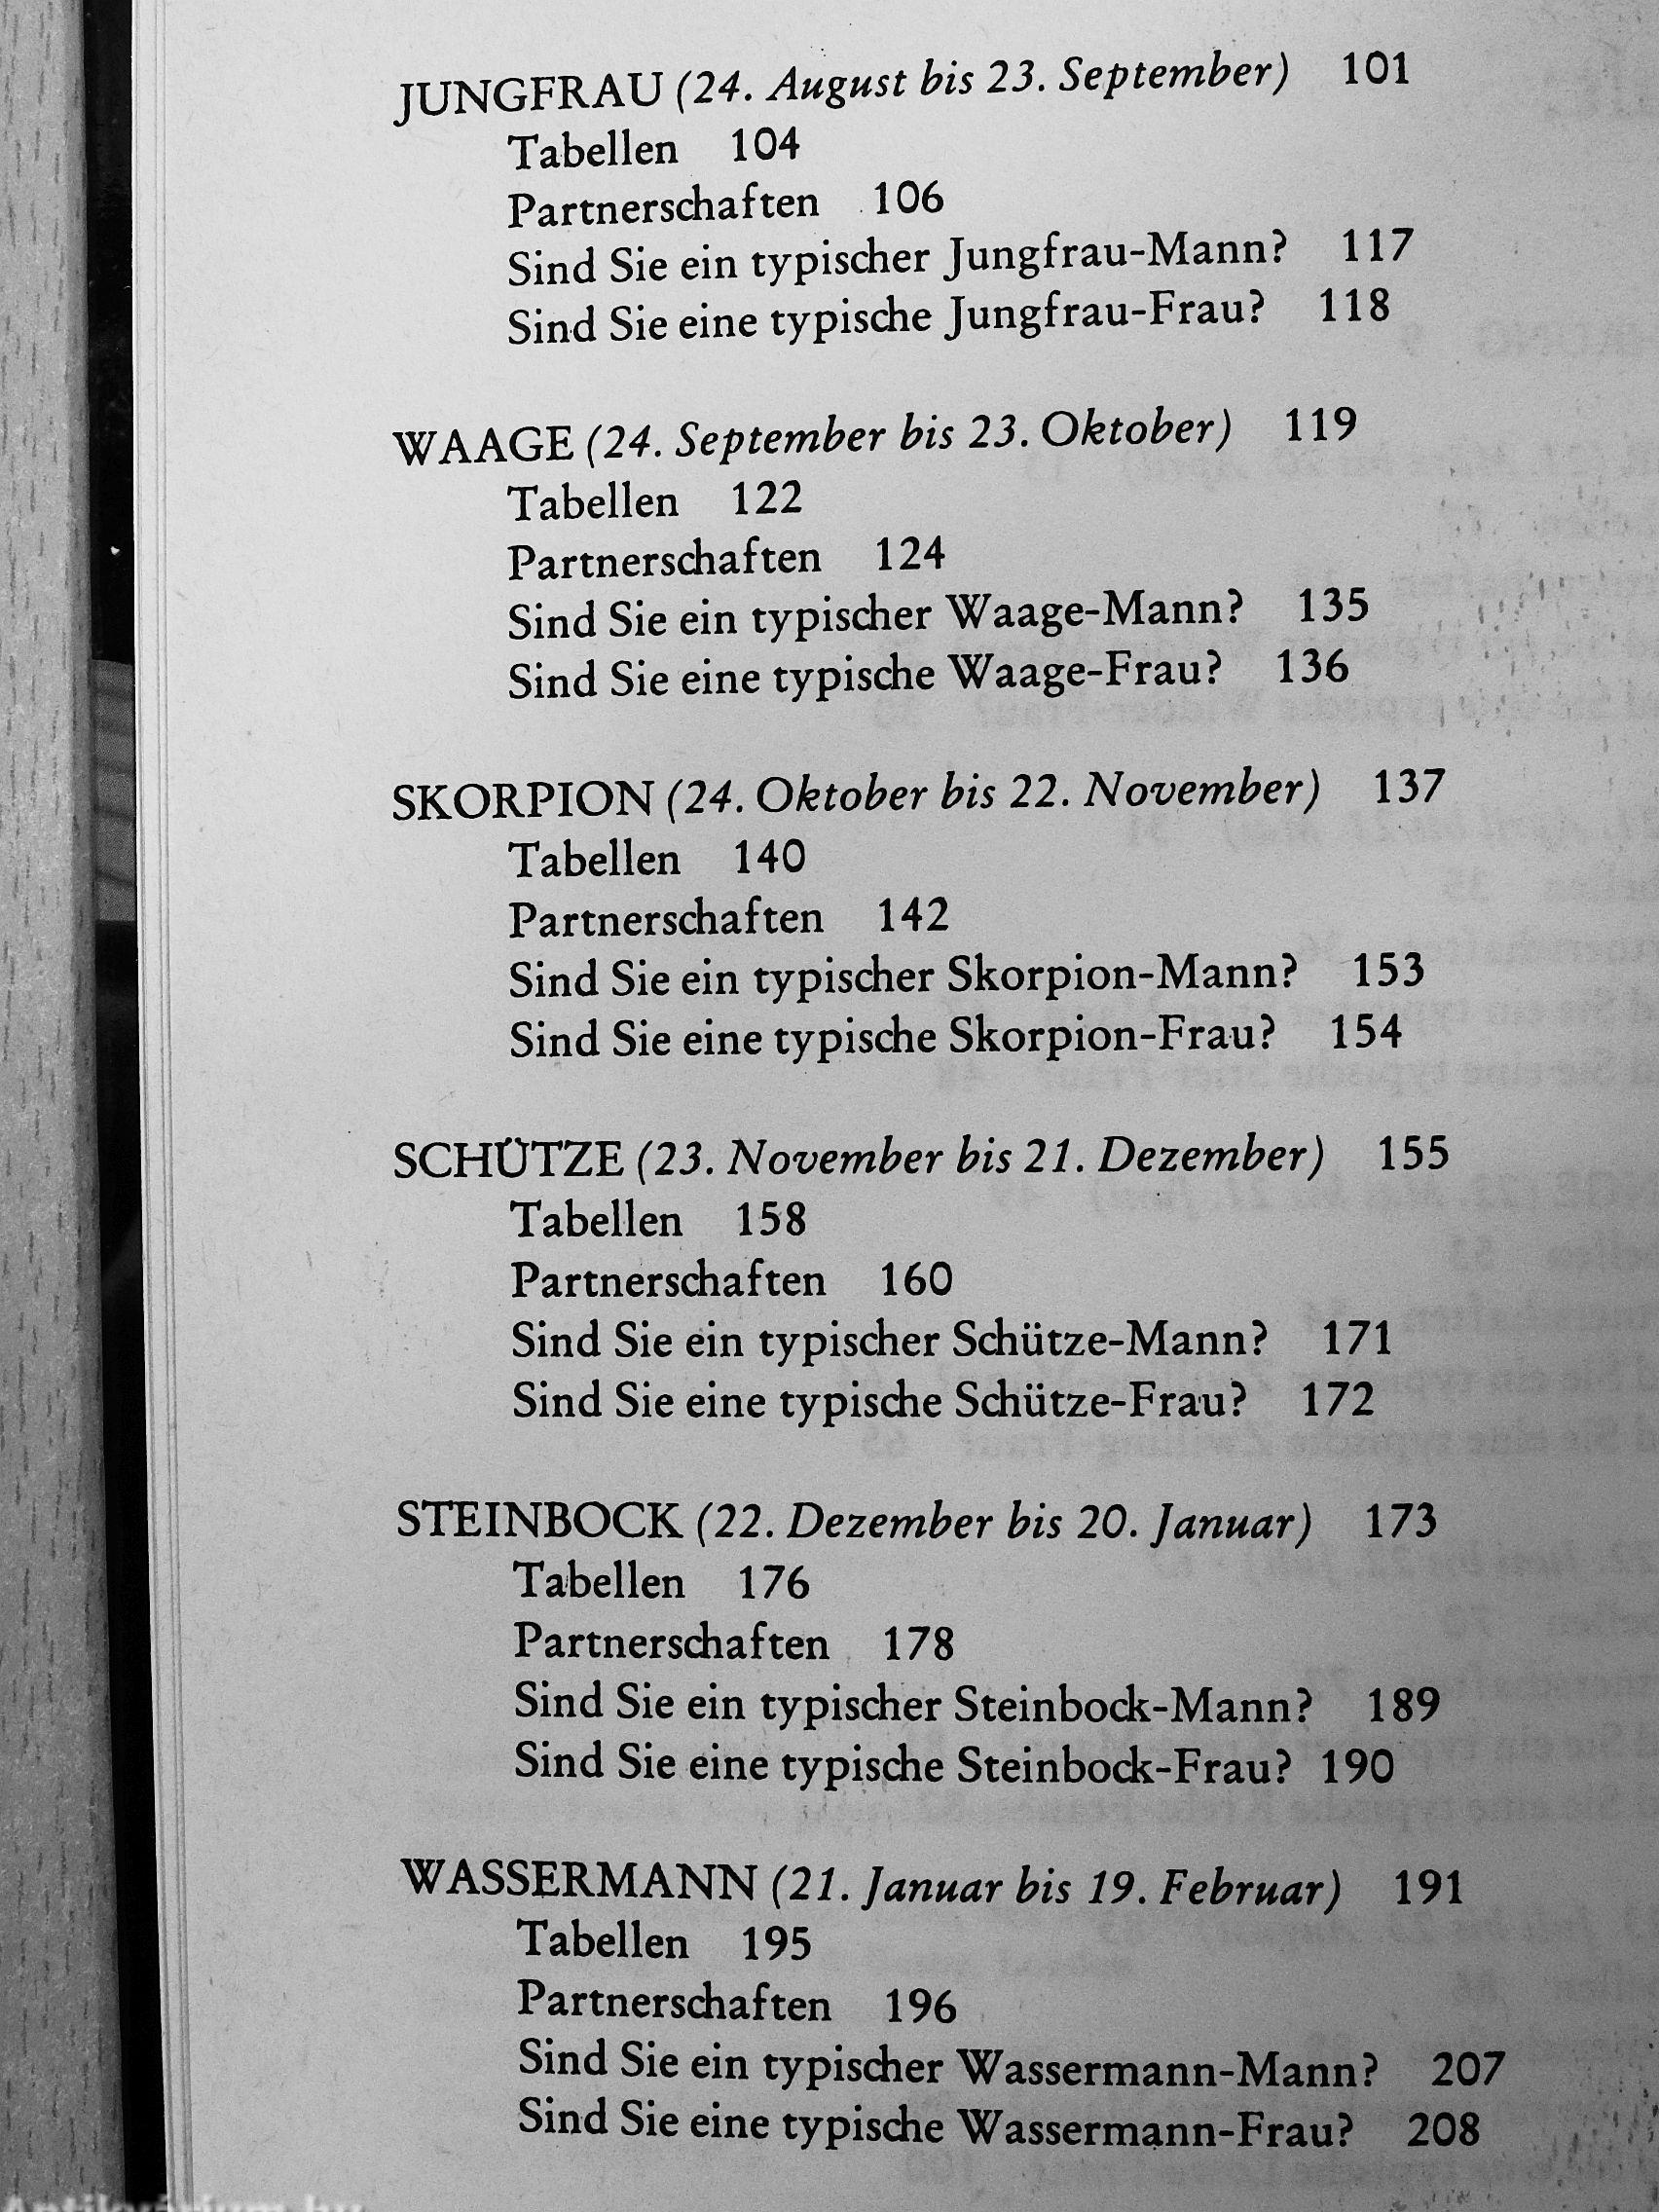 JUNGFRAU (24. August bis 23. September) 101
Tabellen 104
Partnerschaften 106
Sind Sie ein typischer Jungfrau-Mann? 117
Sind Sie eine typische Jungfrau-Frau? 118
WAAGE (24. September bis 23. Oktober) 119
Tabellen 122
Partnerschaften 124
Sind Sie ein typischer Waage-Mann? 135
Sind Sie eine typische Waage-Frau? 136
SKORPION (24. Oktober bis 22. November) 137
Tabellen 140
Partnerschaften 142
Sind Sie ein typischer Skorpion-Mann? 153
Sind Sie eine typische Skorpion-Frau? 154
SCHÜTZE (23. November bis 21. Dezember) 155
Tabellen 158
Partnerschaften 160
Sind Sie ein typischer Schütze-Mann? 171
Sind Sie eine typische Schütze-Frau? 172
STEINBOCK (22. Dezember bis 20. Januar) 173
Tabellen 176
Partnerschaften 178
Sind Sie ein typischer Steinbock-Mann? 189
Sind Sie eine typische Steinbock-Frau? 190
WASSERMANN (21. Januar bis 19. Februar) 191
Tabellen 195
Partnerschaften 196
Sind Sie ein typischer Wassermann-Mann? 207
Sind Sie eine typische Wassermann-Frau? 208